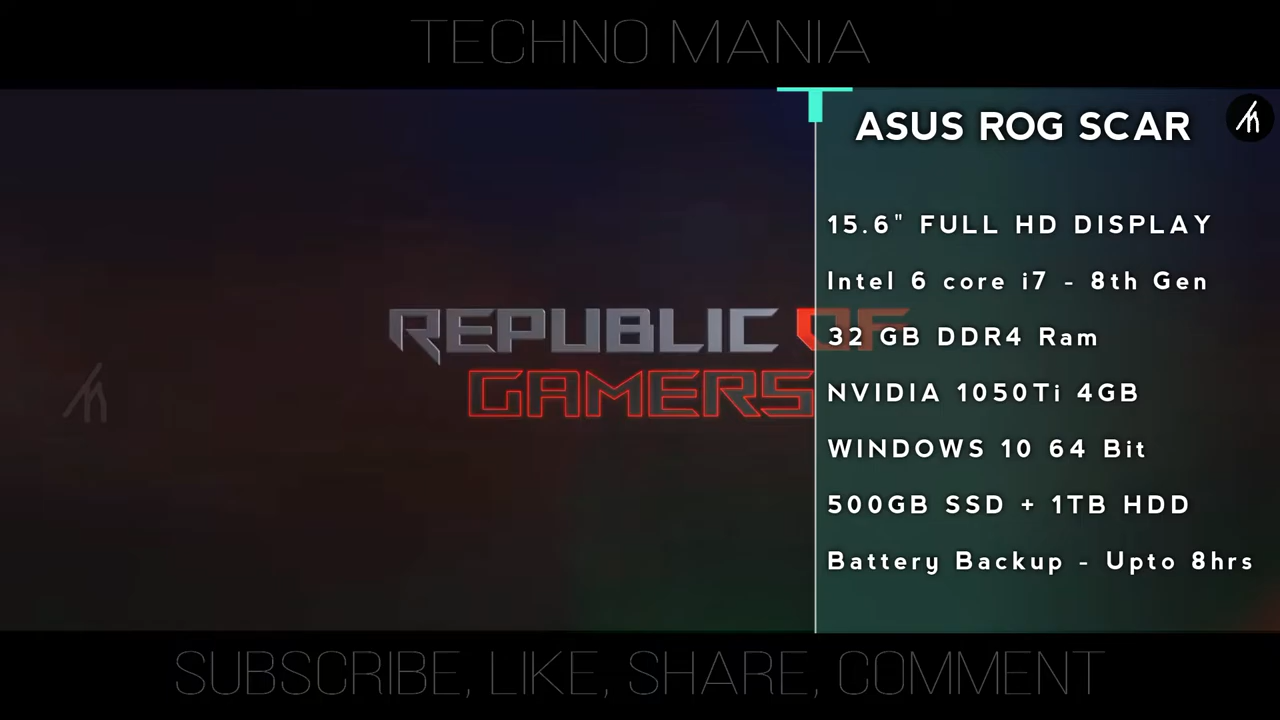 TECHNO MANIA
ASUS ROG SCAR
15.6" FULL HD DISPLAY
Intel 6 core i7 - 8th Gen
REPUBLIC OF
GAMERS
32 GB DDR4 Ram
NVIDIA 1050Ti 4GB
WINDOWS 10 64 Bit
500GB SSD + 1TB HDD
Battery Backup - Upto 8hrs
SUBSCRIBE, LIKE, SHARE, COMMENT